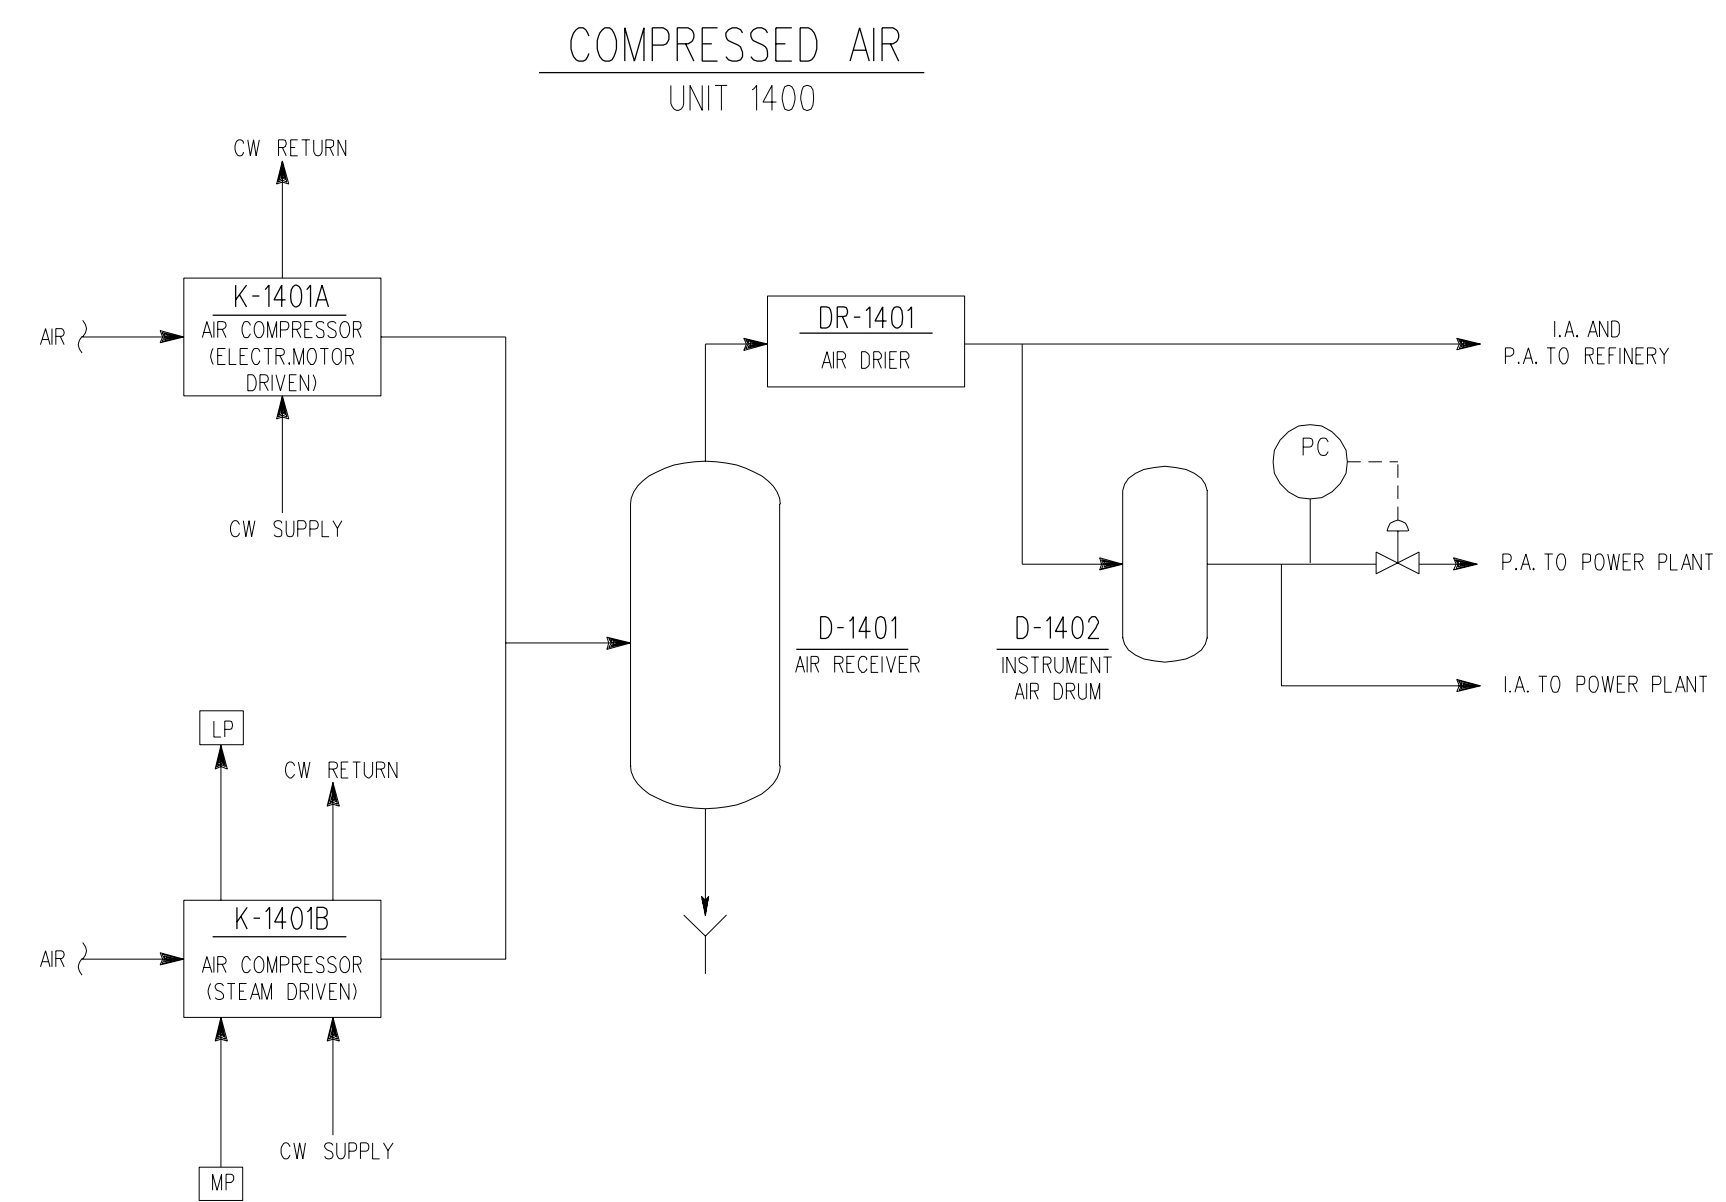 COMPRESSED AIR
UNIT 1400
CW RETURN
K-1401A
AIR COMPRESSOR
(ELECTR.MOTOR
DRIVEN)
AIR
CW SUPPLY
DR-1401
AIR DRIER
I.A. AND
P.A. TO REFINERY
PC
P.A. TO POWER PLANT
D-1401
AIR RECEIVER
D-1402
INSTRUMENT
AIR DRUM
I.A. TO POWER PLANT
LP
CW RETURN
K-1401B
AIR COMPRESSOR
(STEAM DRIVEN)
AIR
CW SUPPLY
MP